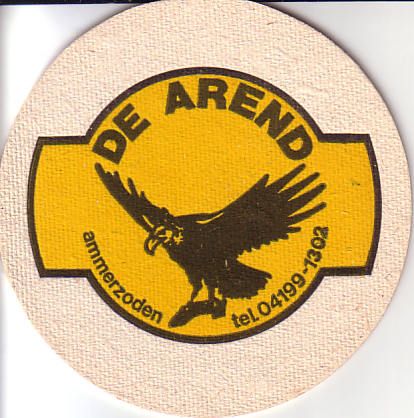 DE AREND
ammerzoden
tel. 04199-1302